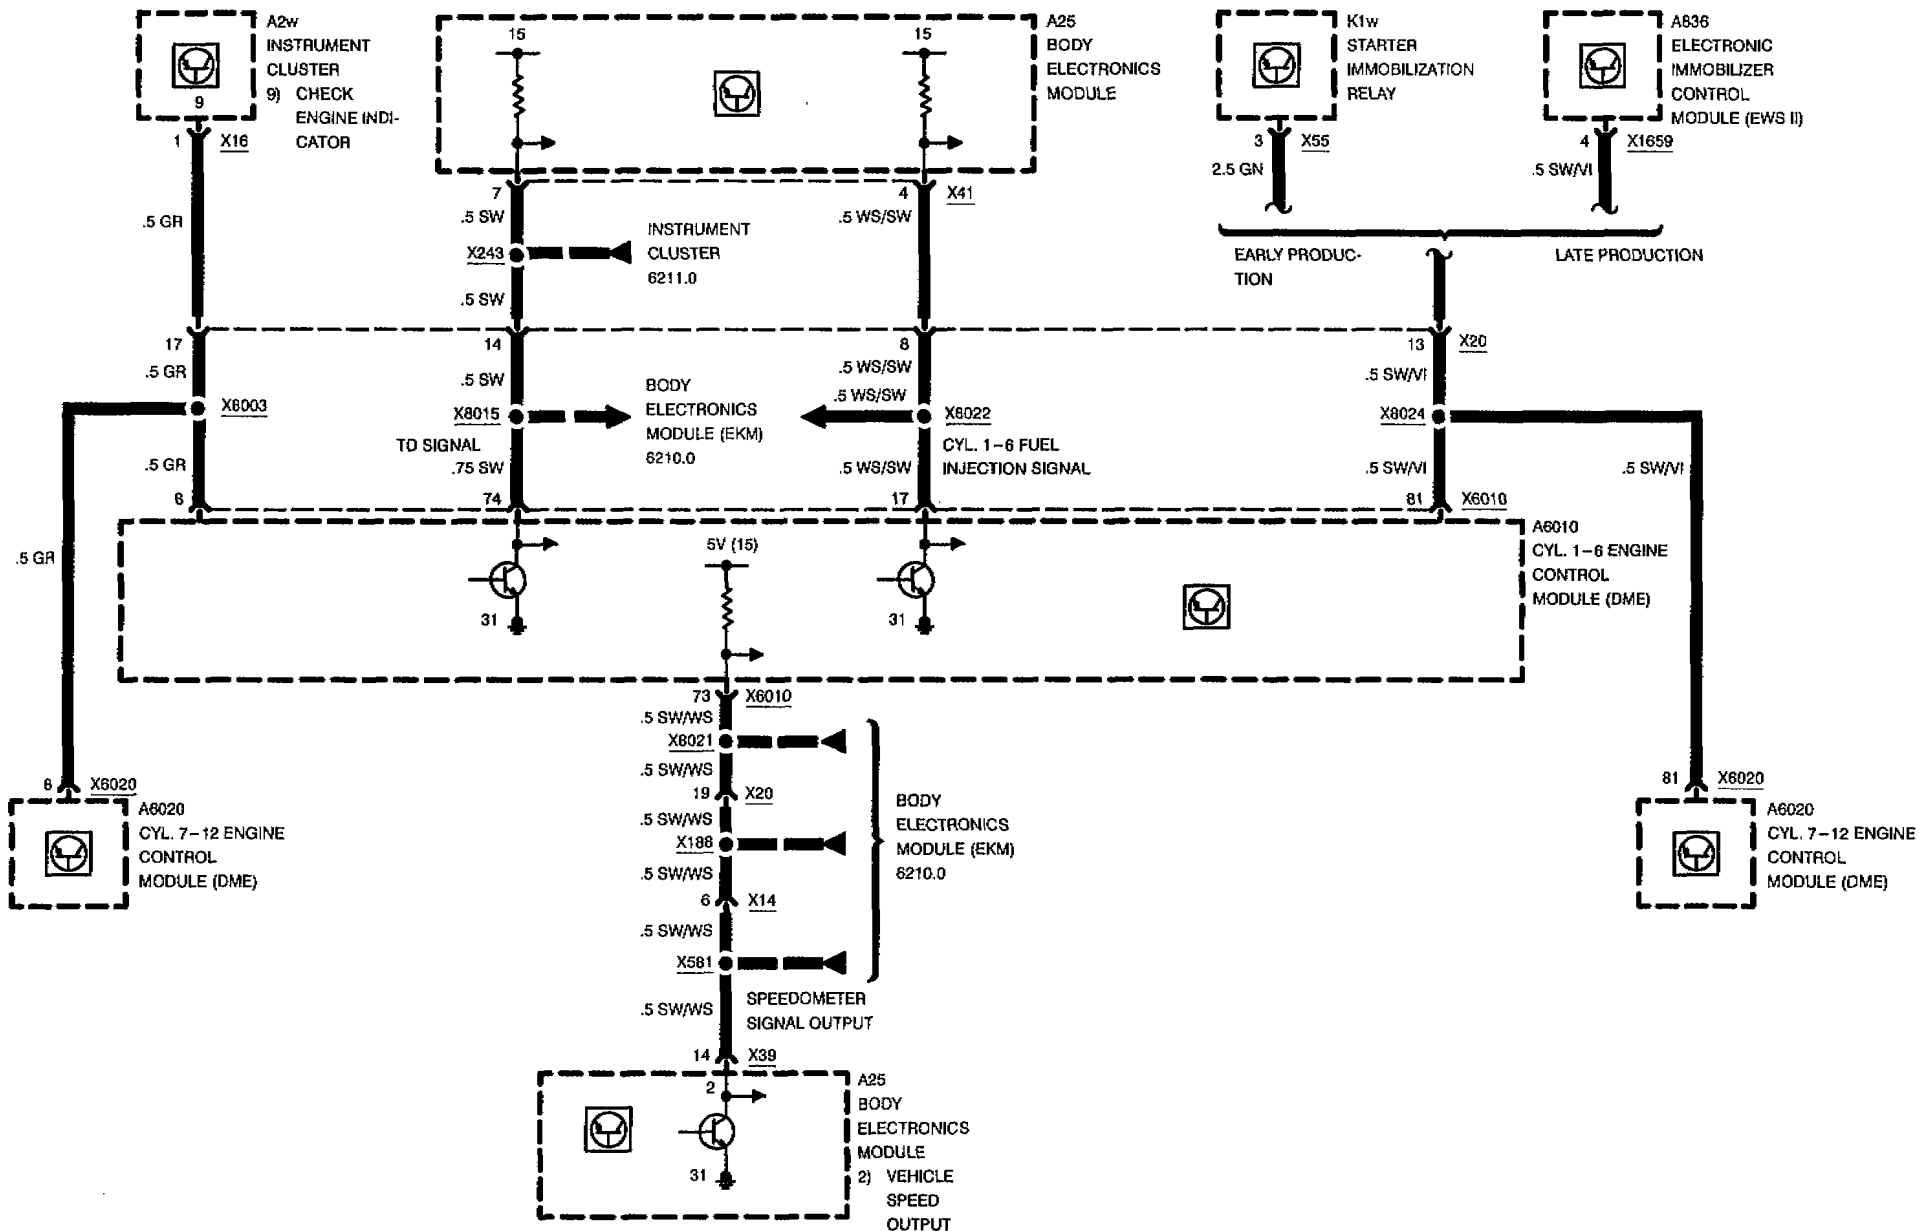 A2w
INSTRUMENT
CLUSTER
9) CHECK
ENGINE INDI-
CATOR
9
1
X16
.5 GR
15
15
A25
BODY
ELECTRONICS
MODULE
7
4
X41
.5 SW
.5 WS/SW
X243
INSTRUMENT
CLUSTER
6211.0
.5 SW
K1w
STARTER
IMMOBILIZATION
RELAY
3
X55
2.5 GN
A836
ELECTRONIC
IMMOBILIZER
CONTROL
MODULE (EWS II)
4
X1659
.5 SW/VI
EARLY PRODUC-
TION
LATE PRODUCTION
17
14
8
13
X20
.5 GR
.5 SW
.5 WS/SW
.5 SW/VI
X8003
X8015
BODY
ELECTRONICS
MODULE (EKM)
6210.0
.5 WS/SW
X8022
X8024
TD SIGNAL
CYL. 1–6 FUEL
INJECTION SIGNAL
.5 GR
.75 SW
.5 WS/SW
.5 SW/VI
.5 SW/VI
8
74
17
81
X6010
.5 GR
5V (15)
31
31
A6010
CYL. 1–6 ENGINE
CONTROL
MODULE (DME)
73
X6010
.5 SW/WS
X8021
.5 SW/WS
19
X20
.5 SW/WS
X188
.5 SW/WS
6
X14
.5 SW/WS
X581
.5 SW/WS
BODY
ELECTRONICS
MODULE (EKM)
6210.0
SPEEDOMETER
SIGNAL OUTPUT
8
X6020
A6020
CYL. 7–12 ENGINE
CONTROL
MODULE (DME)
81
X6020
A6020
CYL. 7–12 ENGINE
CONTROL
MODULE (DME)
14
X39
2
31
A25
BODY
ELECTRONICS
MODULE
2) VEHICLE
SPEED
OUTPUT